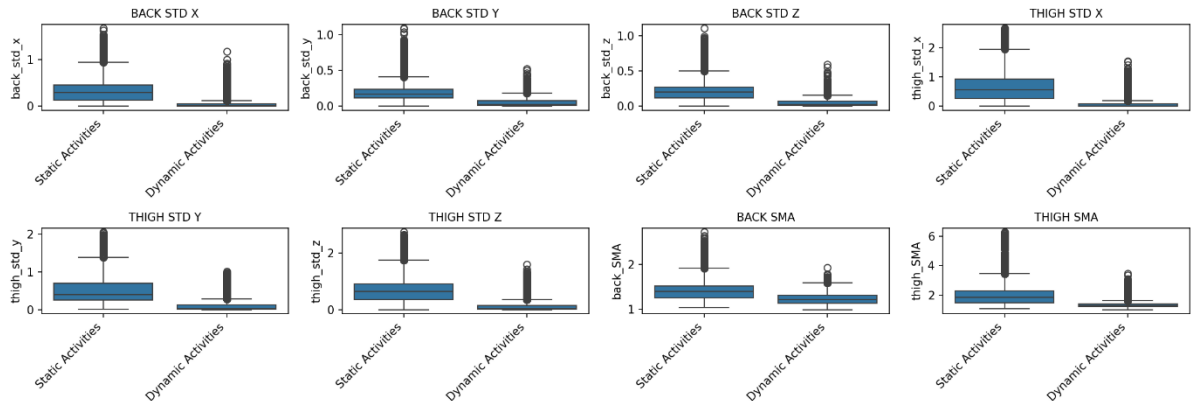 BACK STD X
back_std_x
1
0
Static Activities
Dynamic Activities
BACK STD Y
back_std_y
1.0
0.5
0.0
Static Activities
Dynamic Activities
BACK STD Z
back_std_z
1.0
0.5
0.0
Static Activities
Dynamic Activities
THIGH STD X
thigh_std_x
2
1
0
Static Activities
Dynamic Activities
THIGH STD Y
thigh_std_y
2
1
0
Static Activities
Dynamic Activities
THIGH STD Z
thigh_std_z
2
0
Static Activities
Dynamic Activities
BACK SMA
back_SMA
2
1
Static Activities
Dynamic Activities
THIGH SMA
thigh_SMA
6
4
2
Static Activities
Dynamic Activities